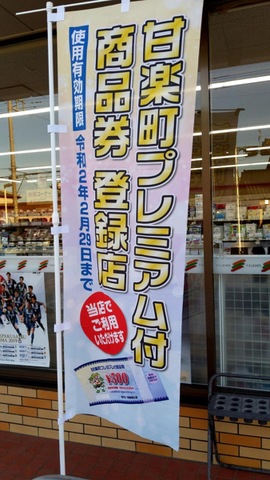 甘楽町プレミアム付
商品券 登録店
使用有効期限 令和2年2月29日まで
当店で
ご利用
いただけます
¥500